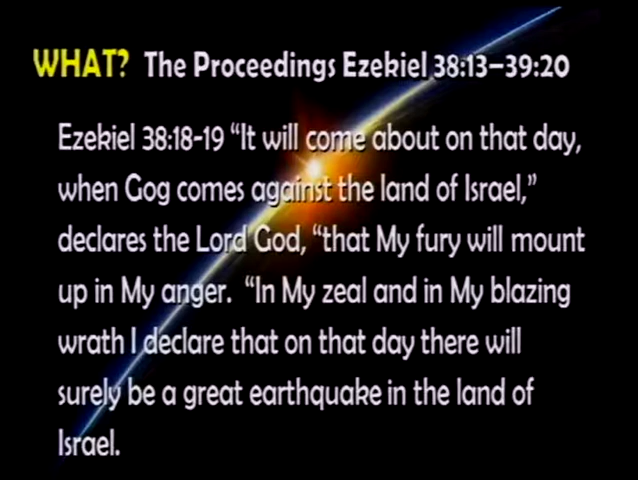 WHAT? The Proceedings Ezekiel 38:13–39:20
Ezekiel 38:18-19 “It will come about on that day,
when Gog comes against the land of Israel,”
declares the Lord God, “that My fury will mount
up in My anger. “In My zeal and in My blazing
wrath I declare that on that day there will
surely be a great earthquake in the land of
Israel.